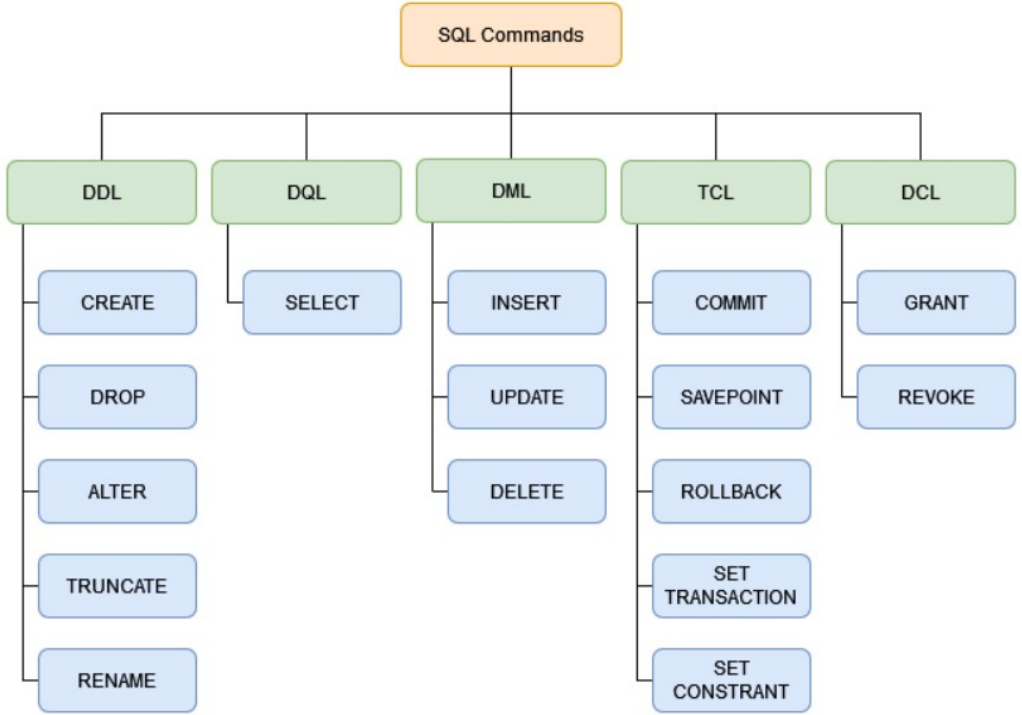 SQL Commands
DDL
DQL
DML
TCL
DCL
CREATE
SELECT
INSERT
COMMIT
GRANT
DROP
UPDATE
SAVEPOINT
REVOKE
ALTER
DELETE
ROLLBACK
TRUNCATE
SET
TRANSACTION
RENAME
SET
CONSTRANT